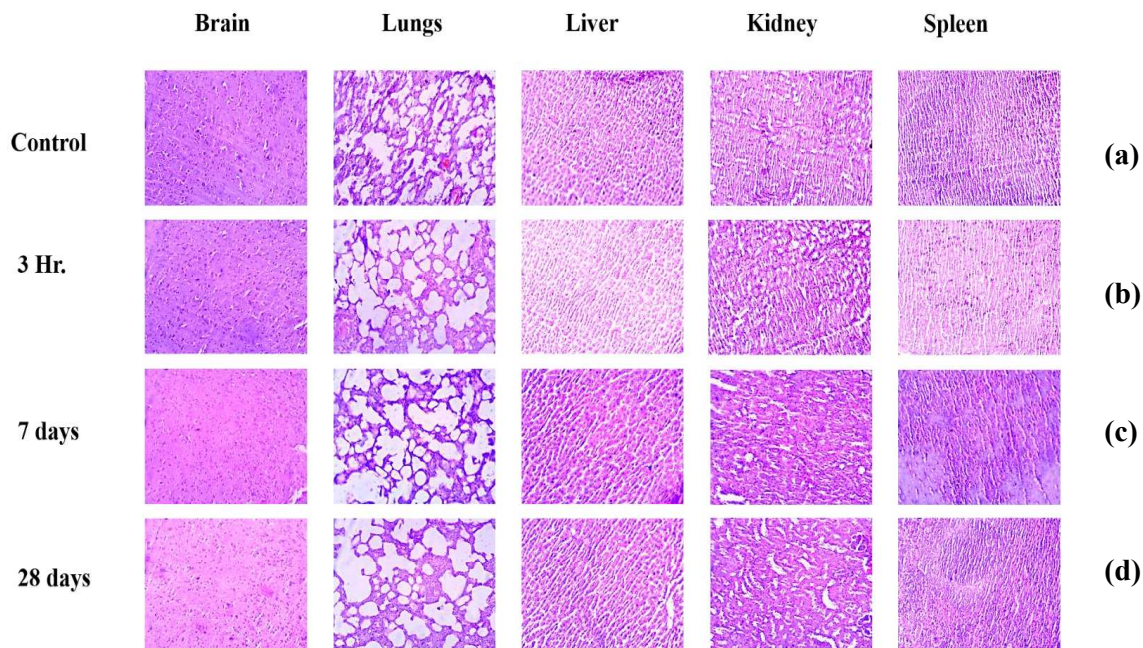 Brain Lungs Liver Kidney Spleen
Control (a)
3 Hr. (b)
7 days (c)
28 days (d)